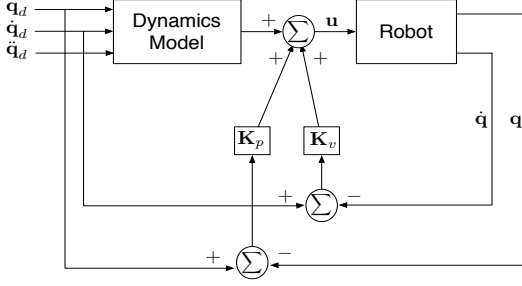 q_d
q̇_d
q̈_d
Dynamics
Model
+
Σ
u
+
+
Robot
q̇
q
K_p
K_v
+
Σ
−
+
Σ
−